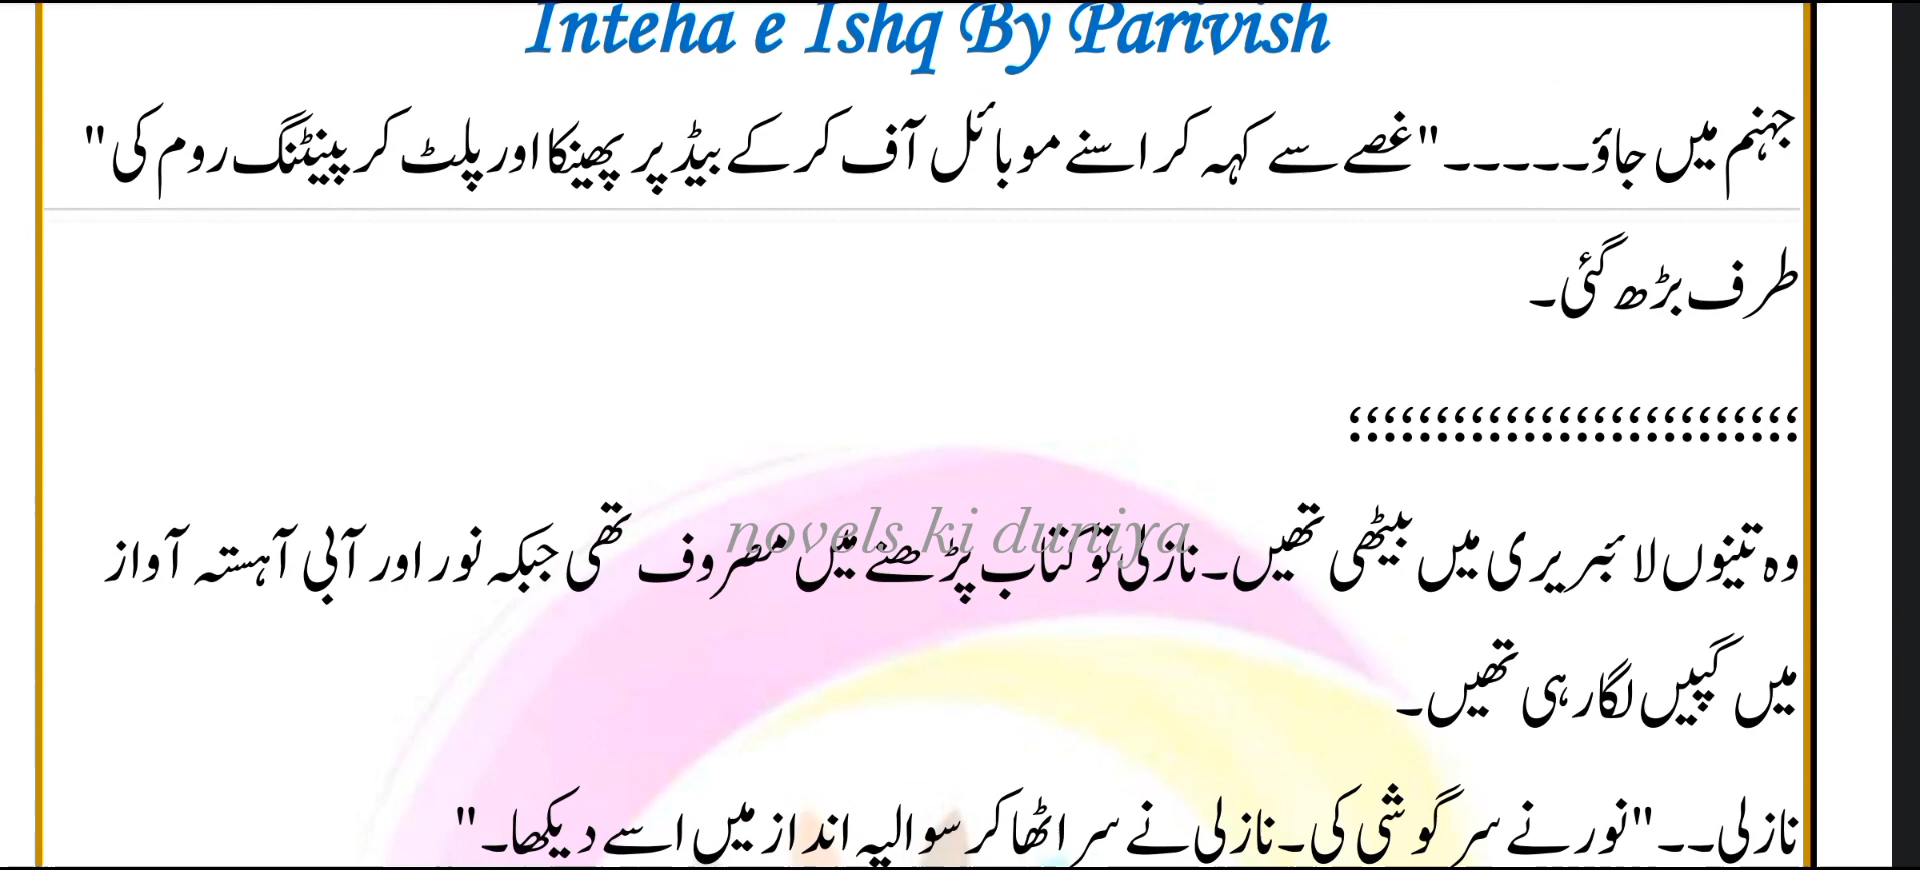 Inteha e Ishq By Parivish
جہنم میں جاؤ۔۔۔۔۔"غصے سے کہہ کر اسنے موبائل آف کر کے بیڈ پر پھینکا اور پلٹ کر پینٹنگ روم کی"
طرف بڑھ گئی۔
؛؛؛؛؛؛؛؛؛؛؛؛؛؛؛؛؛؛؛؛؛؛؛؛؛؛
وہ تینوں لائبریری میں بیٹھی تھیں۔ نازلی تو کتاب پڑھنے میں مصروف تھی جبکہ نور اور آبی آہستہ آواز
novels ki duniya
میں گپیں لگا رہی تھیں۔
نازلی۔۔"نور نے سر گوشی کی۔ نازلی نے سر اٹھا کر سوالیہ انداز میں اسے دیکھا۔"